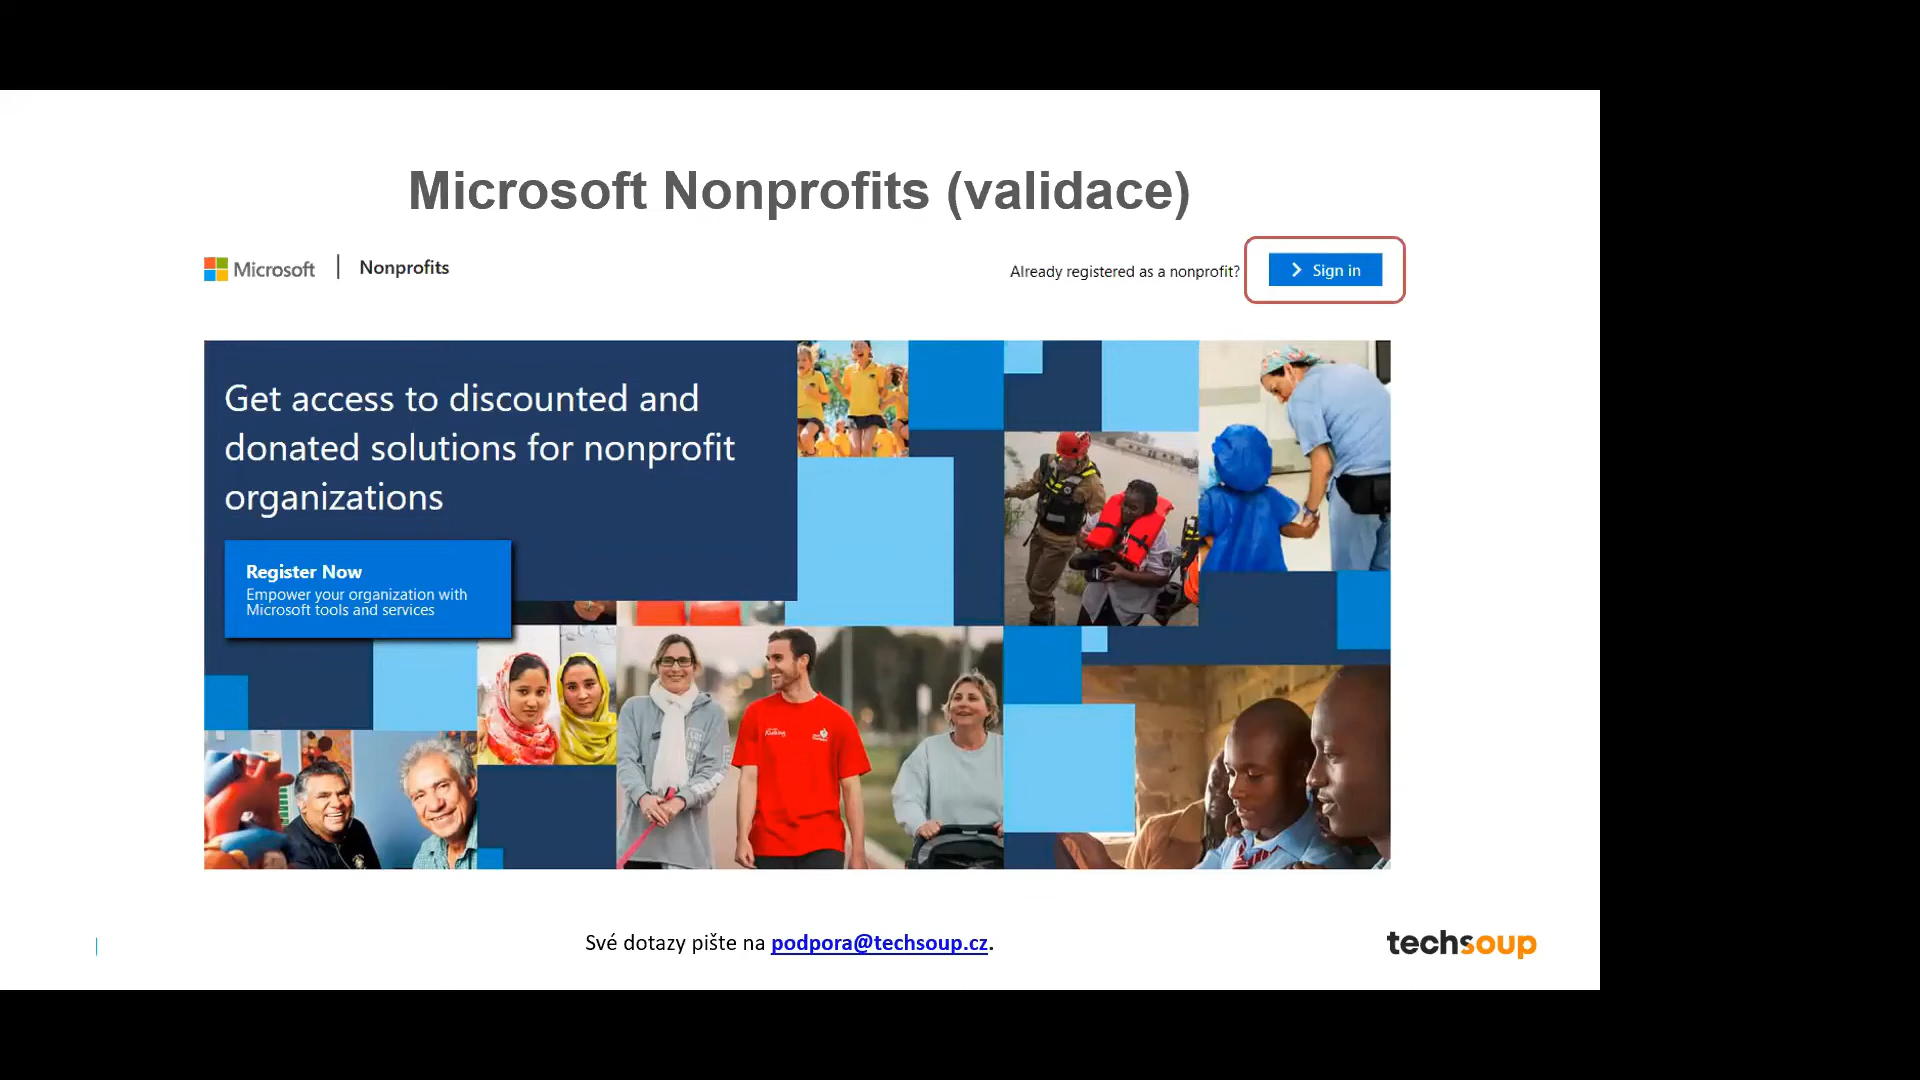 Microsoft Nonprofits (validace)
Microsoft | Nonprofits
Already registered as a nonprofit?
Sign in
Get access to discounted and
donated solutions for nonprofit
organizations
Register Now
Empower your organization with
Microsoft tools and services
Své dotazy pište na podpora@techsoup.cz.
techsoup